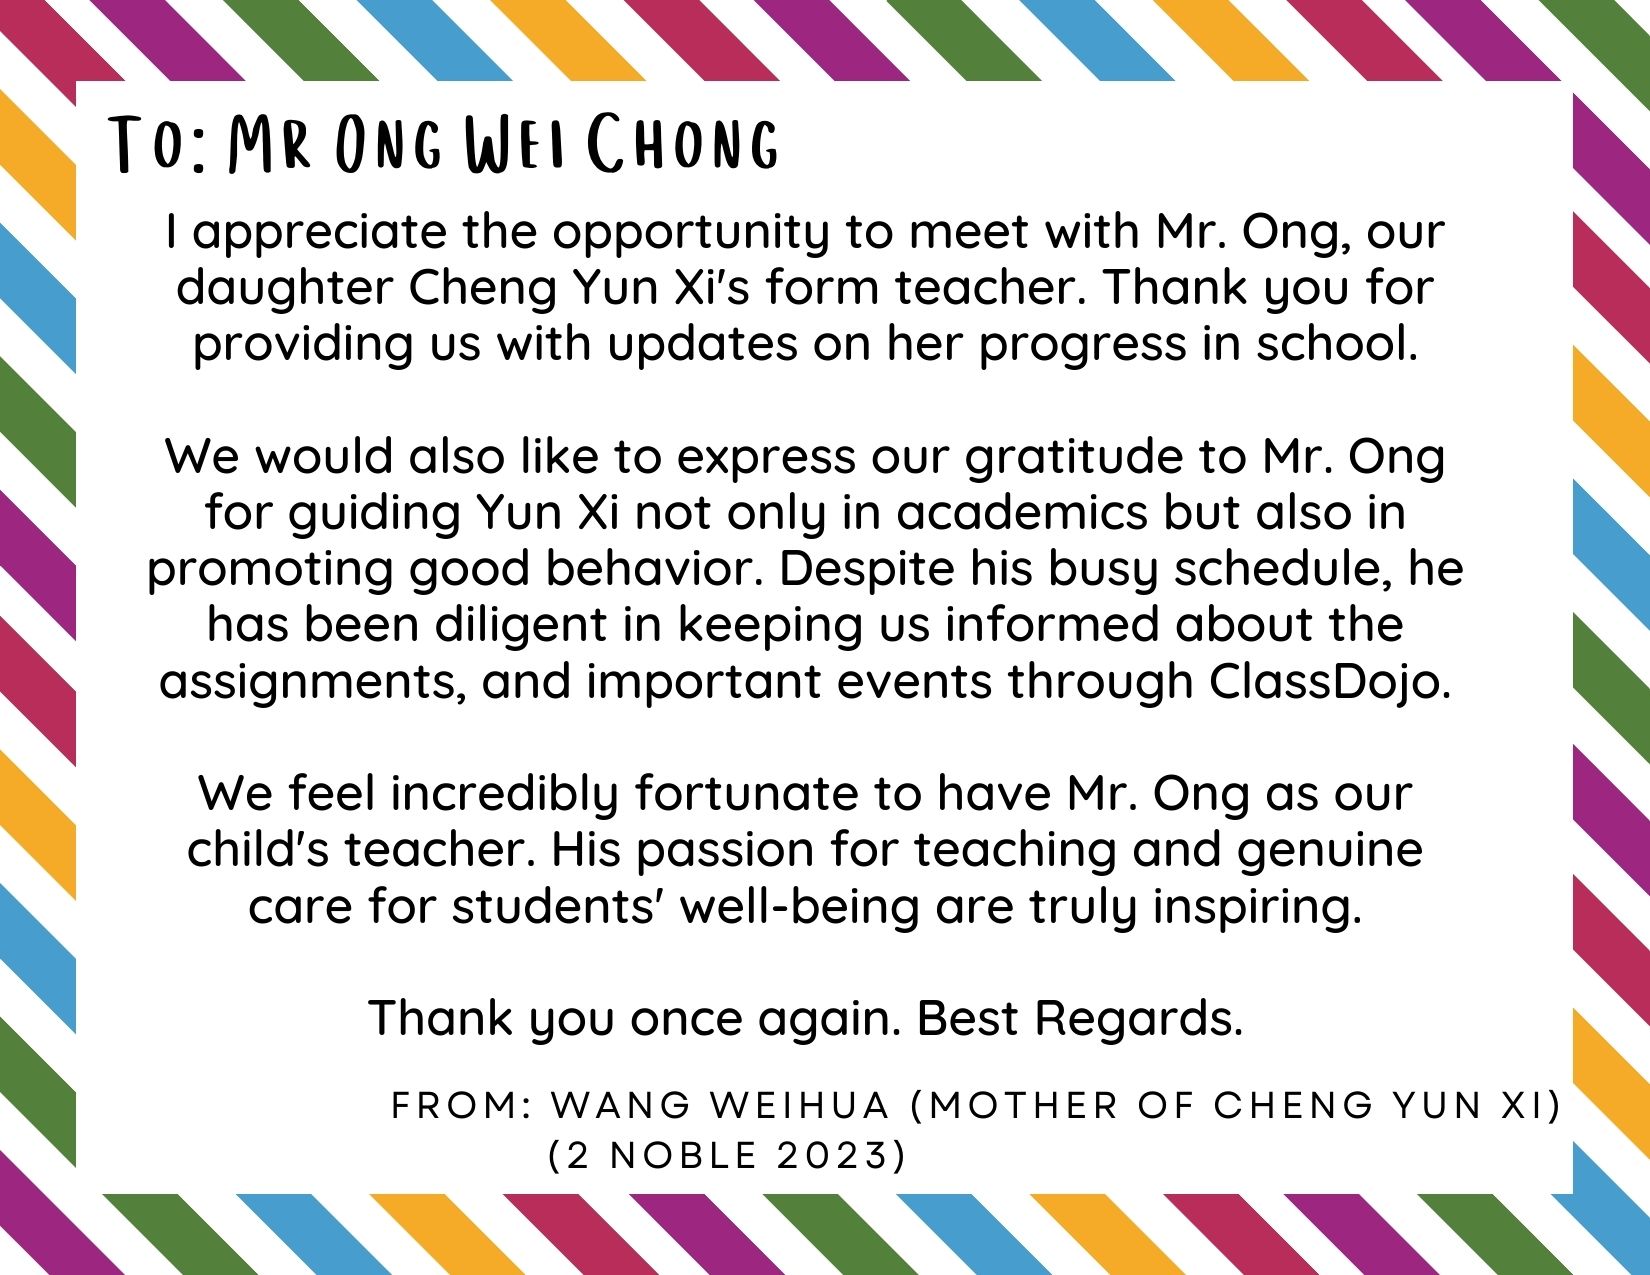 To: Mr Ong Wei Chong
I appreciate the opportunity to meet with Mr. Ong, our
daughter Cheng Yun Xi's form teacher. Thank you for
providing us with updates on her progress in school.
We would also like to express our gratitude to Mr. Ong
for guiding Yun Xi not only in academics but also in
promoting good behavior. Despite his busy schedule, he
has been diligent in keeping us informed about the
assignments, and important events through ClassDojo.
We feel incredibly fortunate to have Mr. Ong as our
child's teacher. His passion for teaching and genuine
care for students' well-being are truly inspiring.
Thank you once again. Best Regards.
FROM: WANG WEIHUA (MOTHER OF CHENG YUN XI)
(2 NOBLE 2023)